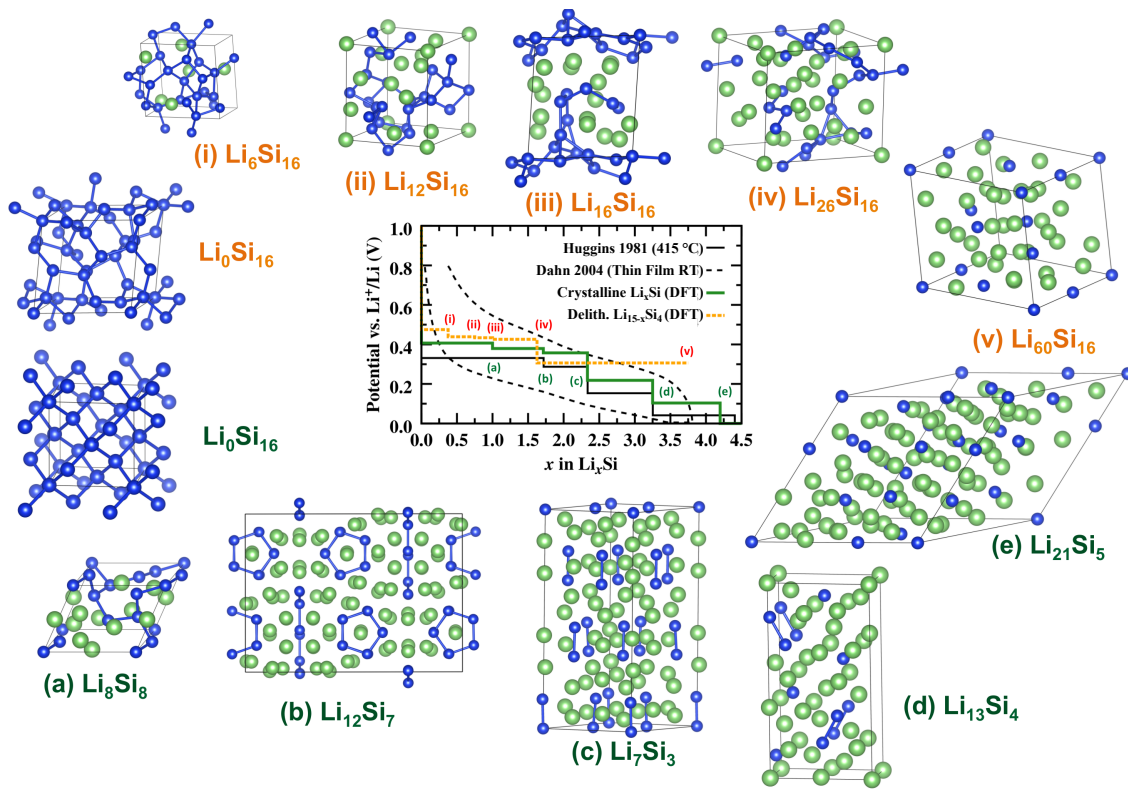 (i) Li6Si16
(ii) Li12Si16
(iii) Li16Si16
(iv) Li26Si16
(v) Li60Si16
Li0Si16
Li0Si16
Potential vs. Li+/Li (V)
1.0
0.8
0.6
0.4
0.2
0.0
Huggins 1981 (415 °C)
Dahn 2004 (Thin Film RT)
Crystalline LixSi (DFT)
Delith. Li15-xSi4 (DFT)
(i)
(ii)
(iii)
(iv)
(v)
(a)
(b)
(c)
(d)
(e)
0.0 0.5 1.0 1.5 2.0 2.5 3.0 3.5 4.0 4.5
x in LixSi
(e) Li21Si5
(a) Li8Si8
(b) Li12Si7
(c) Li7Si3
(d) Li13Si4